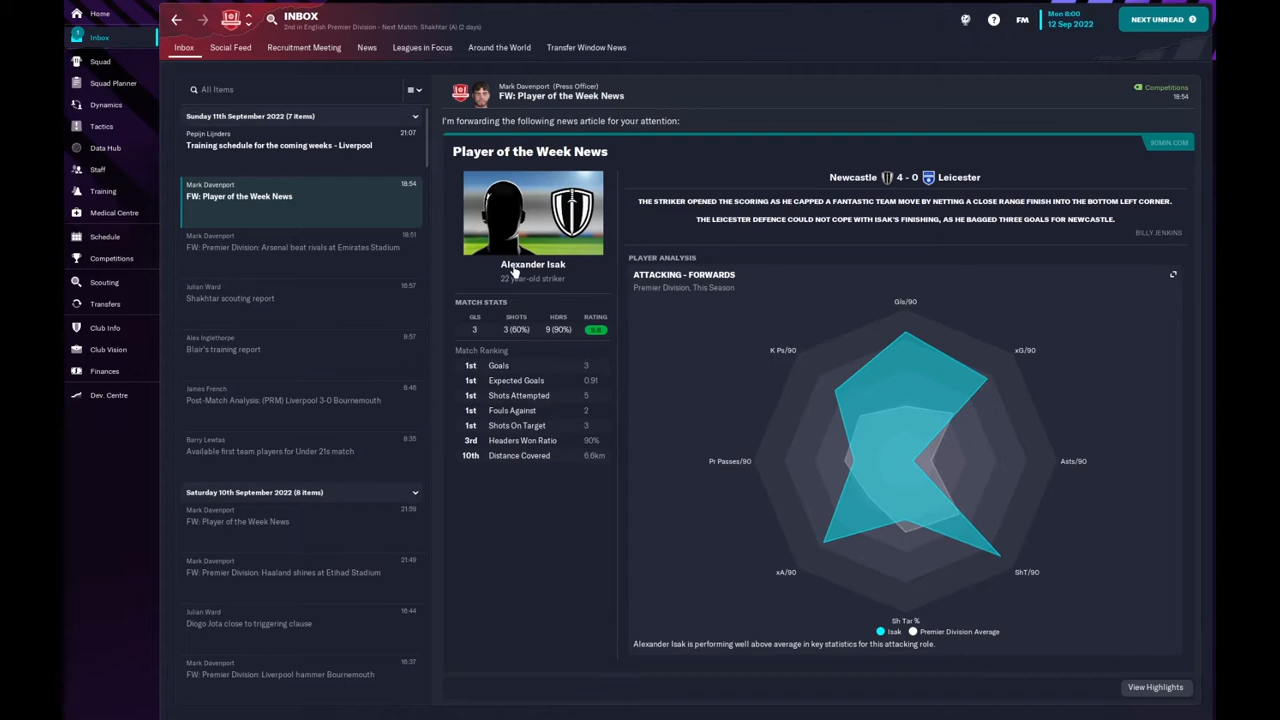 Home
1
Inbox
Squad
Squad Planner
Dynamics
Tactics
Data Hub
Staff
Training
Medical Centre
Schedule
Competitions
Scouting
Transfers
Club Info
Club Vision
Finances
Dev. Centre
INBOX
2nd in English Premier Division - Next Match: Shakhtar (A) (2 days)
?
FM
Mon 8:00
12 Sep 2022
NEXT UNREAD
Inbox
Social Feed
Recruitment Meeting
News
Leagues in Focus
Around the World
Transfer Window News
All Items
Sunday 11th September 2022 (7 items)
Pepijn Lijnders 21:07
Training schedule for the coming weeks - Liverpool
Mark Davenport 18:54
FW: Player of the Week News
Mark Davenport 18:51
FW: Premier Division: Arsenal beat rivals at Emirates Stadium
Julian Ward 16:57
Shakhtar scouting report
Alex Inglethorpe 8:57
Blair's training report
James French 8:46
Post-Match Analysis: (PRM) Liverpool 3-0 Bournemouth
Barry Lewtas 8:35
Available first team players for Under 21s match
Saturday 10th September 2022 (8 items)
Mark Davenport 21:59
FW: Player of the Week News
Mark Davenport 21:49
FW: Premier Division: Haaland shines at Etihad Stadium
Julian Ward 16:44
Diogo Jota close to triggering clause
Mark Davenport 16:37
FW: Premier Division: Liverpool hammer Bournemouth
Mark Davenport (Press Officer)
FW: Player of the Week News
Competitions
18:54
I'm forwarding the following news article for your attention:
90MIN.COM
Player of the Week News
Alexander Isak
22 year-old striker
MATCH STATS
GLS SHOTS HDRS RATING
3 3 (60%) 9 (90%) 9.8
Match Ranking
1st Goals 3
1st Expected Goals 0.91
1st Shots Attempted 5
1st Fouls Against 2
1st Shots On Target 3
3rd Headers Won Ratio 90%
10th Distance Covered 6.6km
Newcastle 4 - 0 Leicester
THE STRIKER OPENED THE SCORING AS HE CAPPED A FANTASTIC TEAM MOVE BY NETTING A CLOSE RANGE FINISH INTO THE BOTTOM LEFT CORNER.
THE LEICESTER DEFENCE COULD NOT COPE WITH ISAK'S FINISHING, AS HE BAGGED THREE GOALS FOR NEWCASTLE.
BILLY JENKINS
PLAYER ANALYSIS
ATTACKING - FORWARDS
Premier Division, This Season
Gls/90
K Ps/90
xG/90
Pr Passes/90
Asts/90
xA/90
ShT/90
Sh Tar %
Isak
Premier Division Average
Alexander Isak is performing well above average in key statistics for this attacking role.
View Highlights